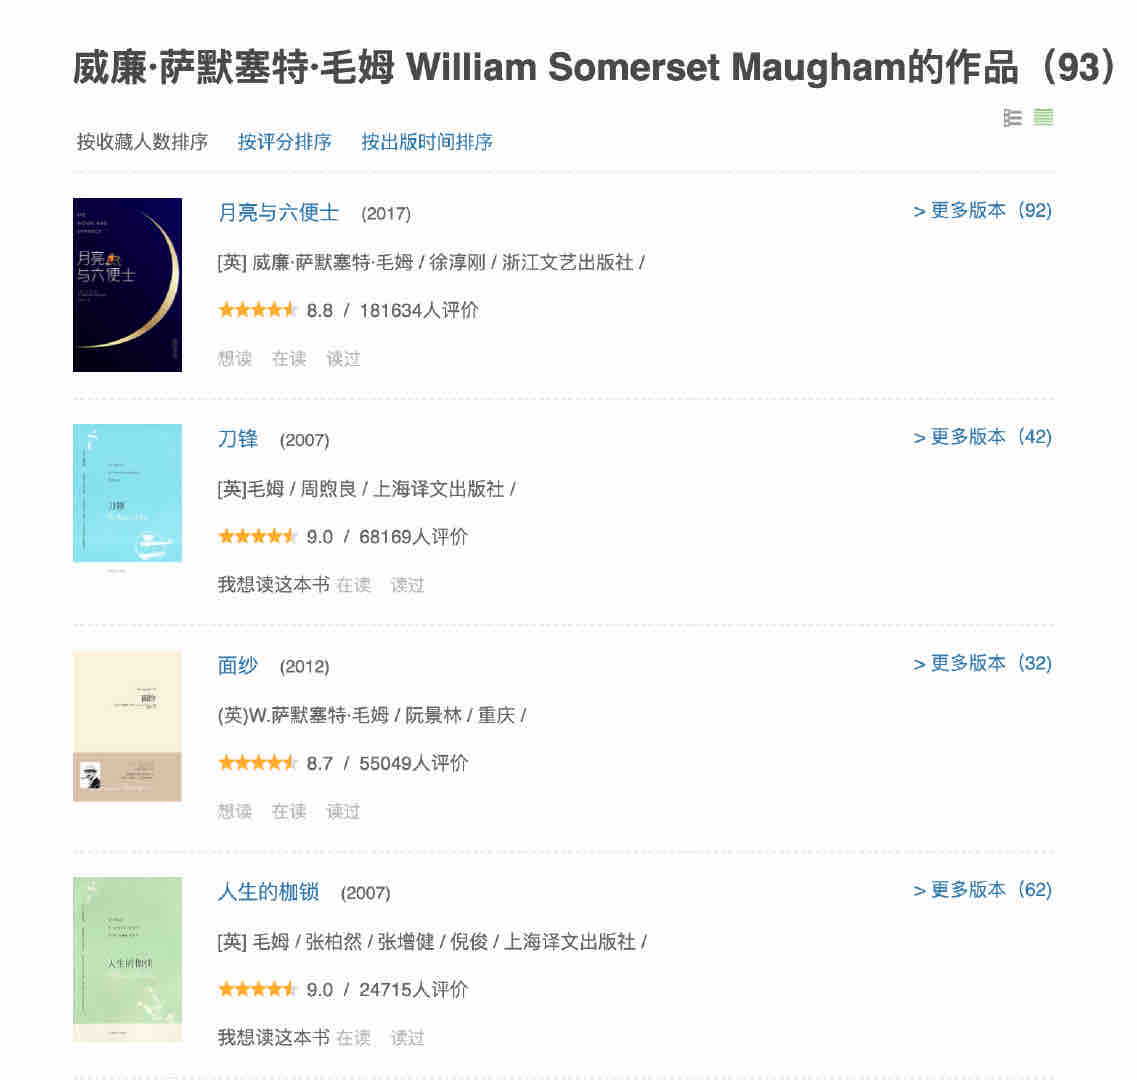 威廉·萨默塞特·毛姆 William Somerset Maugham的作品（93）
按收藏人数排序 按评分排序 按出版时间排序
月亮与六便士 (2017) > 更多版本（92)
月亮
与六便士
[英] 威廉·萨默塞特·毛姆 / 徐淳刚 / 浙江文艺出版社 /
8.8 / 181634人评价
想读 在读 读过
刀锋 (2007) > 更多版本（42)
刀锋
[英]毛姆 / 周煦良 / 上海译文出版社 /
9.0 / 68169人评价
我想读这本书 在读 读过
面纱 (2012) > 更多版本（32)
面纱
(英)W.萨默塞特·毛姆 / 阮景林 / 重庆 /
8.7 / 55049人评价
想读 在读 读过
人生的枷锁 (2007) > 更多版本（62)
人生的枷锁
[英] 毛姆 / 张柏然 / 张增健 / 倪俊 / 上海译文出版社 /
9.0 / 24715人评价
我想读这本书 在读 读过